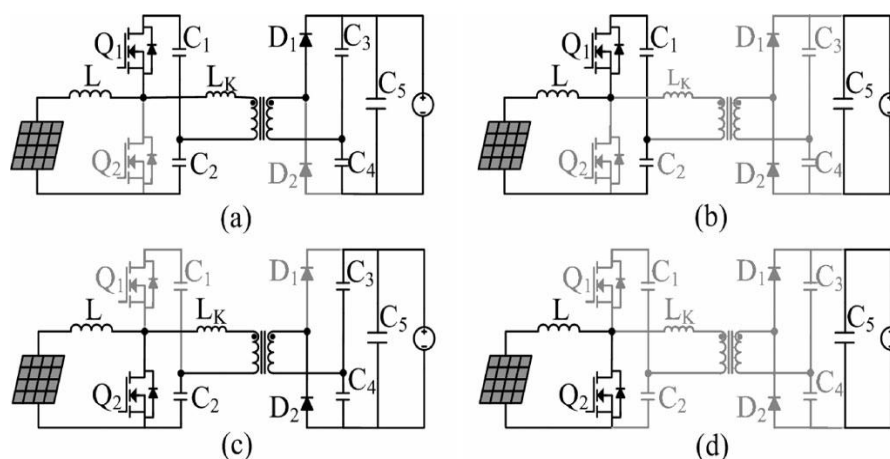 Q1 C1 D1 C3
L LK C5
Q2 C2 D2 C4
(a)
Q1 C1 D1 C3
L LK C5
Q2 C2 D2 C4
(b)
Q1 C1 D1 C3
L LK C5
Q2 C2 D2 C4
(c)
Q1 C1 D1 C3
L LK C5
Q2 C2 D2 C4
(d)